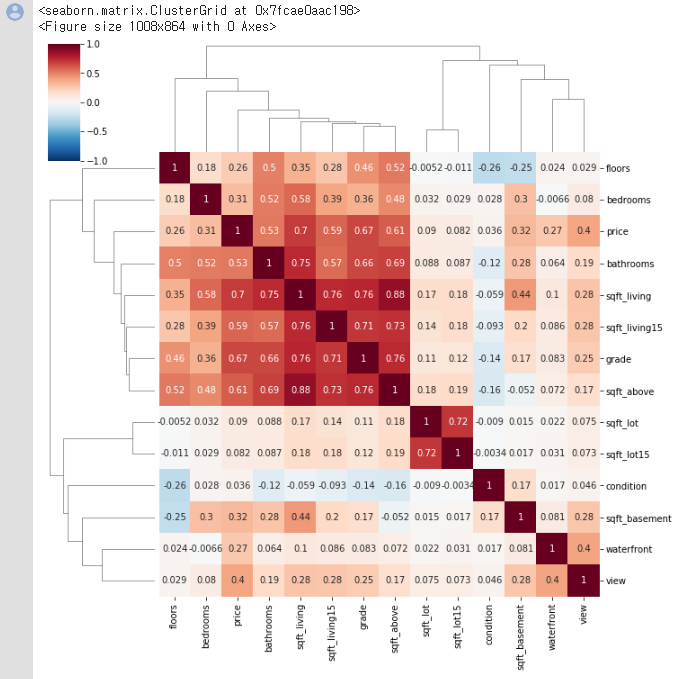 <seaborn.matrix.ClusterGrid at 0x7fcae0aac198>
<Figure size 1008x864 with 0 Axes>
1.0
0.5
0.0
−0.5
−1.0
1 0.18 0.26 0.5 0.35 0.28 0.46 0.52 -0.0052 -0.011 -0.26 -0.25 0.024 0.029 floors
0.18 1 0.31 0.52 0.58 0.39 0.36 0.48 0.032 0.029 0.028 0.3 -0.0066 0.08 bedrooms
0.26 0.31 1 0.53 0.7 0.59 0.67 0.61 0.09 0.082 0.036 0.32 0.27 0.4 price
0.5 0.52 0.53 1 0.75 0.57 0.66 0.69 0.088 0.087 -0.12 0.28 0.064 0.19 bathrooms
0.35 0.58 0.7 0.75 1 0.76 0.76 0.88 0.17 0.18 -0.059 0.44 0.1 0.28 sqft_living
0.28 0.39 0.59 0.57 0.76 1 0.71 0.73 0.14 0.18 -0.093 0.2 0.086 0.28 sqft_living15
0.46 0.36 0.67 0.66 0.76 0.71 1 0.76 0.11 0.12 -0.14 0.17 0.083 0.25 grade
0.52 0.48 0.61 0.69 0.88 0.73 0.76 1 0.18 0.19 -0.16 -0.052 0.072 0.17 sqft_above
-0.0052 0.032 0.09 0.088 0.17 0.14 0.11 0.18 1 0.72 -0.009 0.015 0.022 0.075 sqft_lot
-0.011 0.029 0.082 0.087 0.18 0.18 0.12 0.19 0.72 1 -0.0034 0.017 0.031 0.073 sqft_lot15
-0.26 0.028 0.036 -0.12 -0.059 -0.093 -0.14 -0.16 -0.009 -0.0034 1 0.17 0.017 0.046 condition
-0.25 0.3 0.32 0.28 0.44 0.2 0.17 -0.052 0.015 0.017 0.17 1 0.081 0.28 sqft_basement
0.024 -0.0066 0.27 0.064 0.1 0.086 0.083 0.072 0.022 0.031 0.017 0.081 1 0.4 waterfront
0.029 0.08 0.4 0.19 0.28 0.28 0.25 0.17 0.075 0.073 0.046 0.28 0.4 1 view
floors bedrooms price bathrooms sqft_living sqft_living15 grade sqft_above sqft_lot sqft_lot15 condition sqft_basement waterfront view